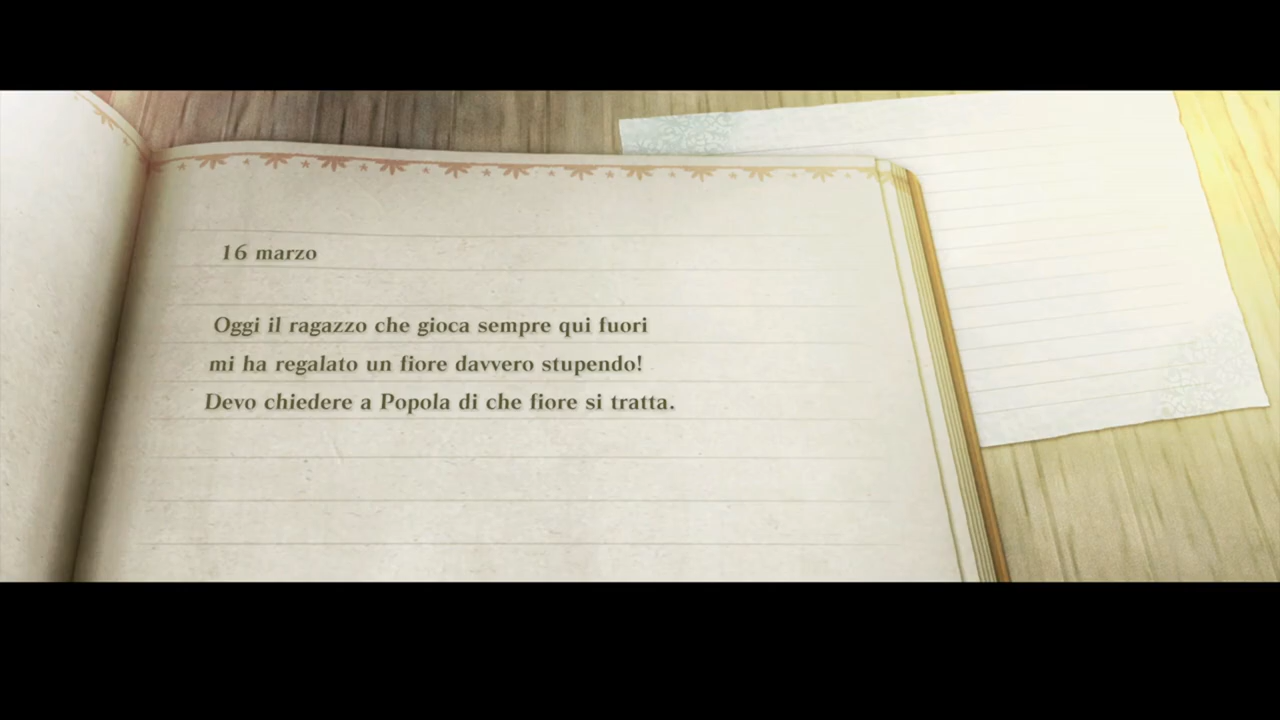 16 marzo
Oggi il ragazzo che gioca sempre qui fuori
mi ha regalato un fiore davvero stupendo!
Devo chiedere a Popola di che fiore si tratta.